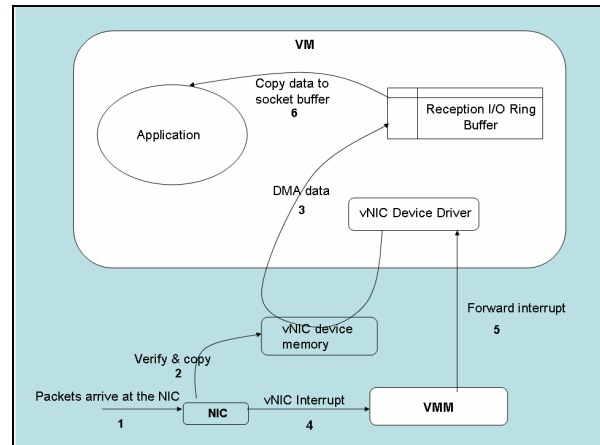 VM
Copy data to
socket buffer
6
Reception I/O Ring
Buffer
Application
DMA data
3
vNIC Device Driver
Forward interrupt
5
vNIC device
memory
Verify & copy
2
Packets arrive at the NIC
1
NIC
vNIC Interrupt
4
VMM